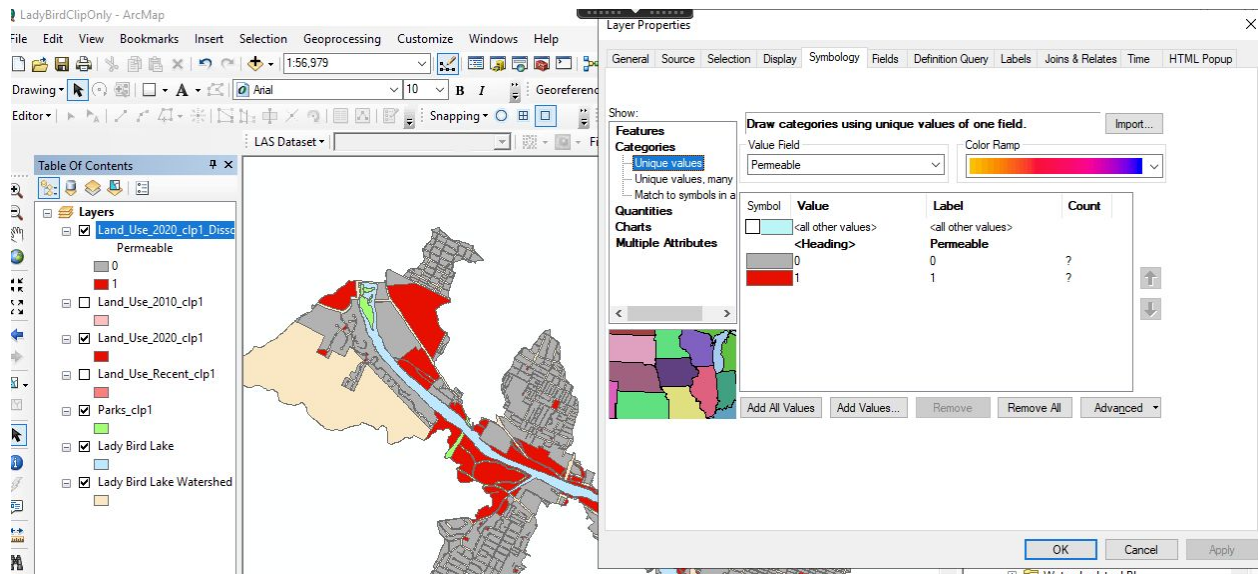 LadyBirdClipOnly - ArcMap
File Edit View Bookmarks Insert Selection Geoprocessing Customize Windows Help
1:56,979
Drawing Arial 10 B I Georeferenc
Editor Snapping
LAS Dataset Fi
Table Of Contents
Layers
Land_Use_2020_clp1_Disso
Permeable
0
1
Land_Use_2010_clp1
Land_Use_2020_clp1
Land_Use_Recent_clp1
Parks_clp1
Lady Bird Lake
Lady Bird Lake Watershed
Layer Properties
General Source Selection Display Symbology Fields Definition Query Labels Joins & Relates Time HTML Popup
Show:
Features
Categories
Unique values
Unique values, many
Match to symbols in a
Quantities
Charts
Multiple Attributes
Draw categories using unique values of one field.
Import...
Value Field
Permeable
Color Ramp
Symbol Value Label Count
<all other values> <all other values>
<Heading> Permeable
0 0 ?
1 1 ?
Add All Values Add Values... Remove Remove All Advanced
OK Cancel Apply